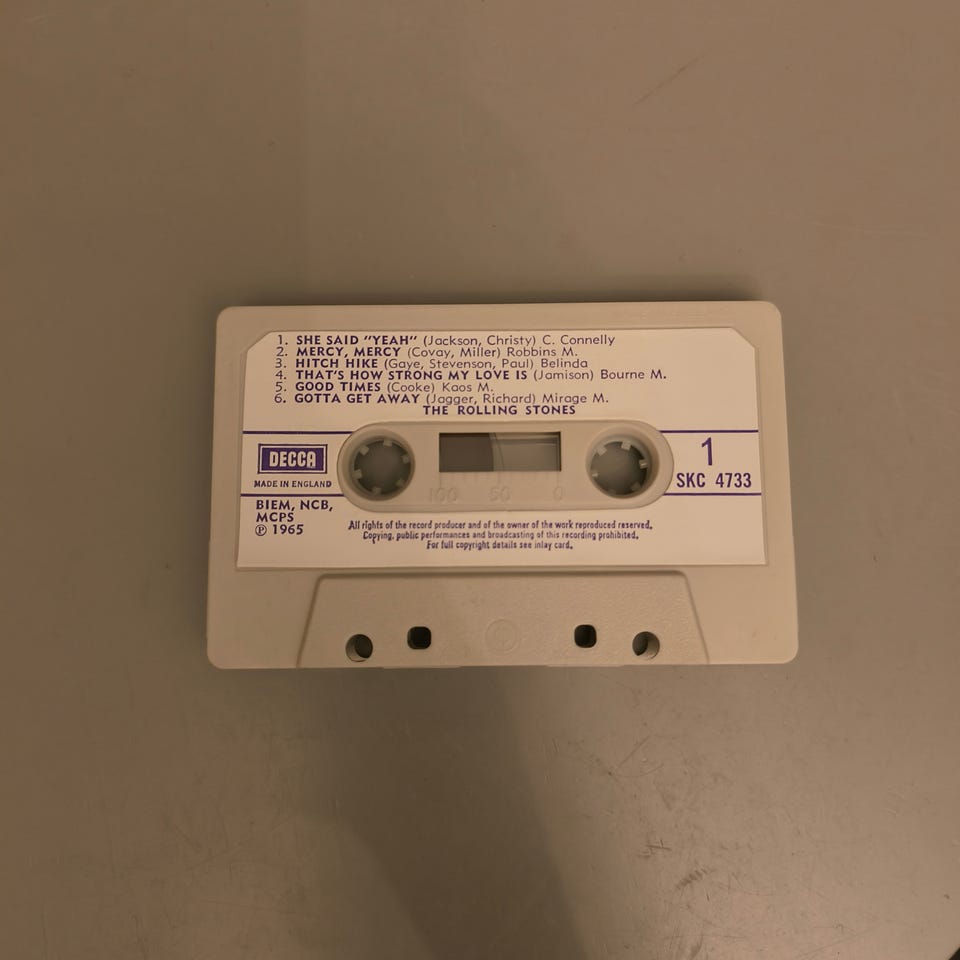 1. SHE SAID "YEAH" (Jackson, Christy) C. Connelly
2. MERCY, MERCY (Covay, Miller) Robbins M.
3. HITCH HIKE (Gaye, Stevenson, Paul) Belinda
4. THAT'S HOW STRONG MY LOVE IS (Jamison) Bourne M.
5. GOOD TIMES (Cooke) Kaos M.
6. GOTTA GET AWAY (Jagger, Richard) Mirage M.
THE ROLLING STONES
DECCA
MADE IN ENGLAND
100 50 0
1
SKC 4733
BIEM, NCB,
MCPS
℗ 1965
All rights of the record producer and of the owner of the work reproduced reserved.
Copying, public performances and broadcasting of this recording prohibited.
For full copyright details see inlay card.